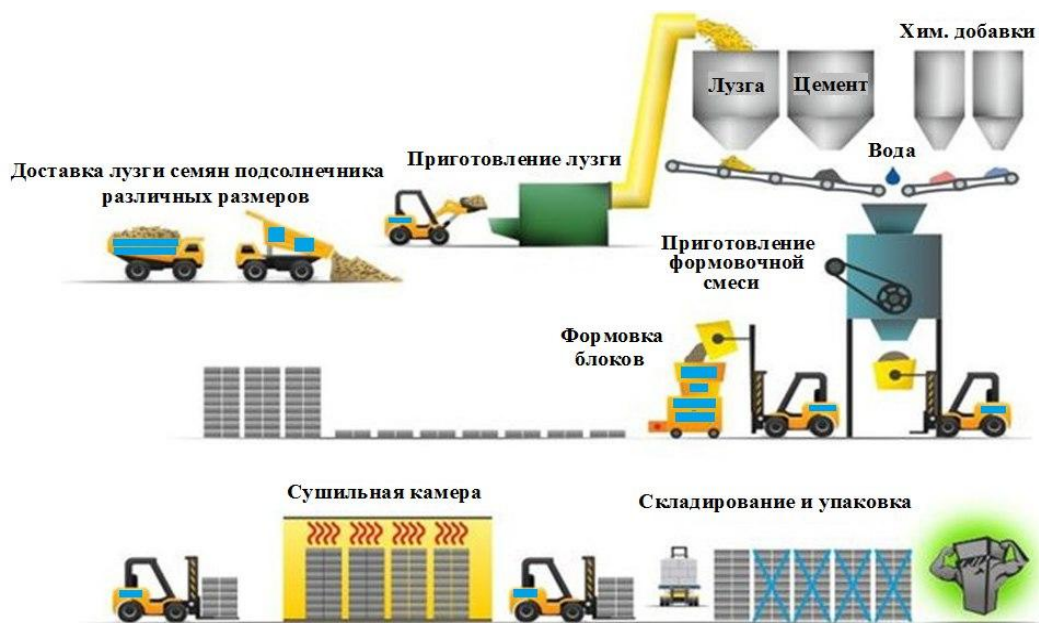 Хим. добавки
Лузга
Цемент
Вода
Приготовление лузги
Доставка лузги семян подсолнечника
различных размеров
Приготовление
формовочной
смеси
Формовка
блоков
Сушильная камера
Складирование и упаковка